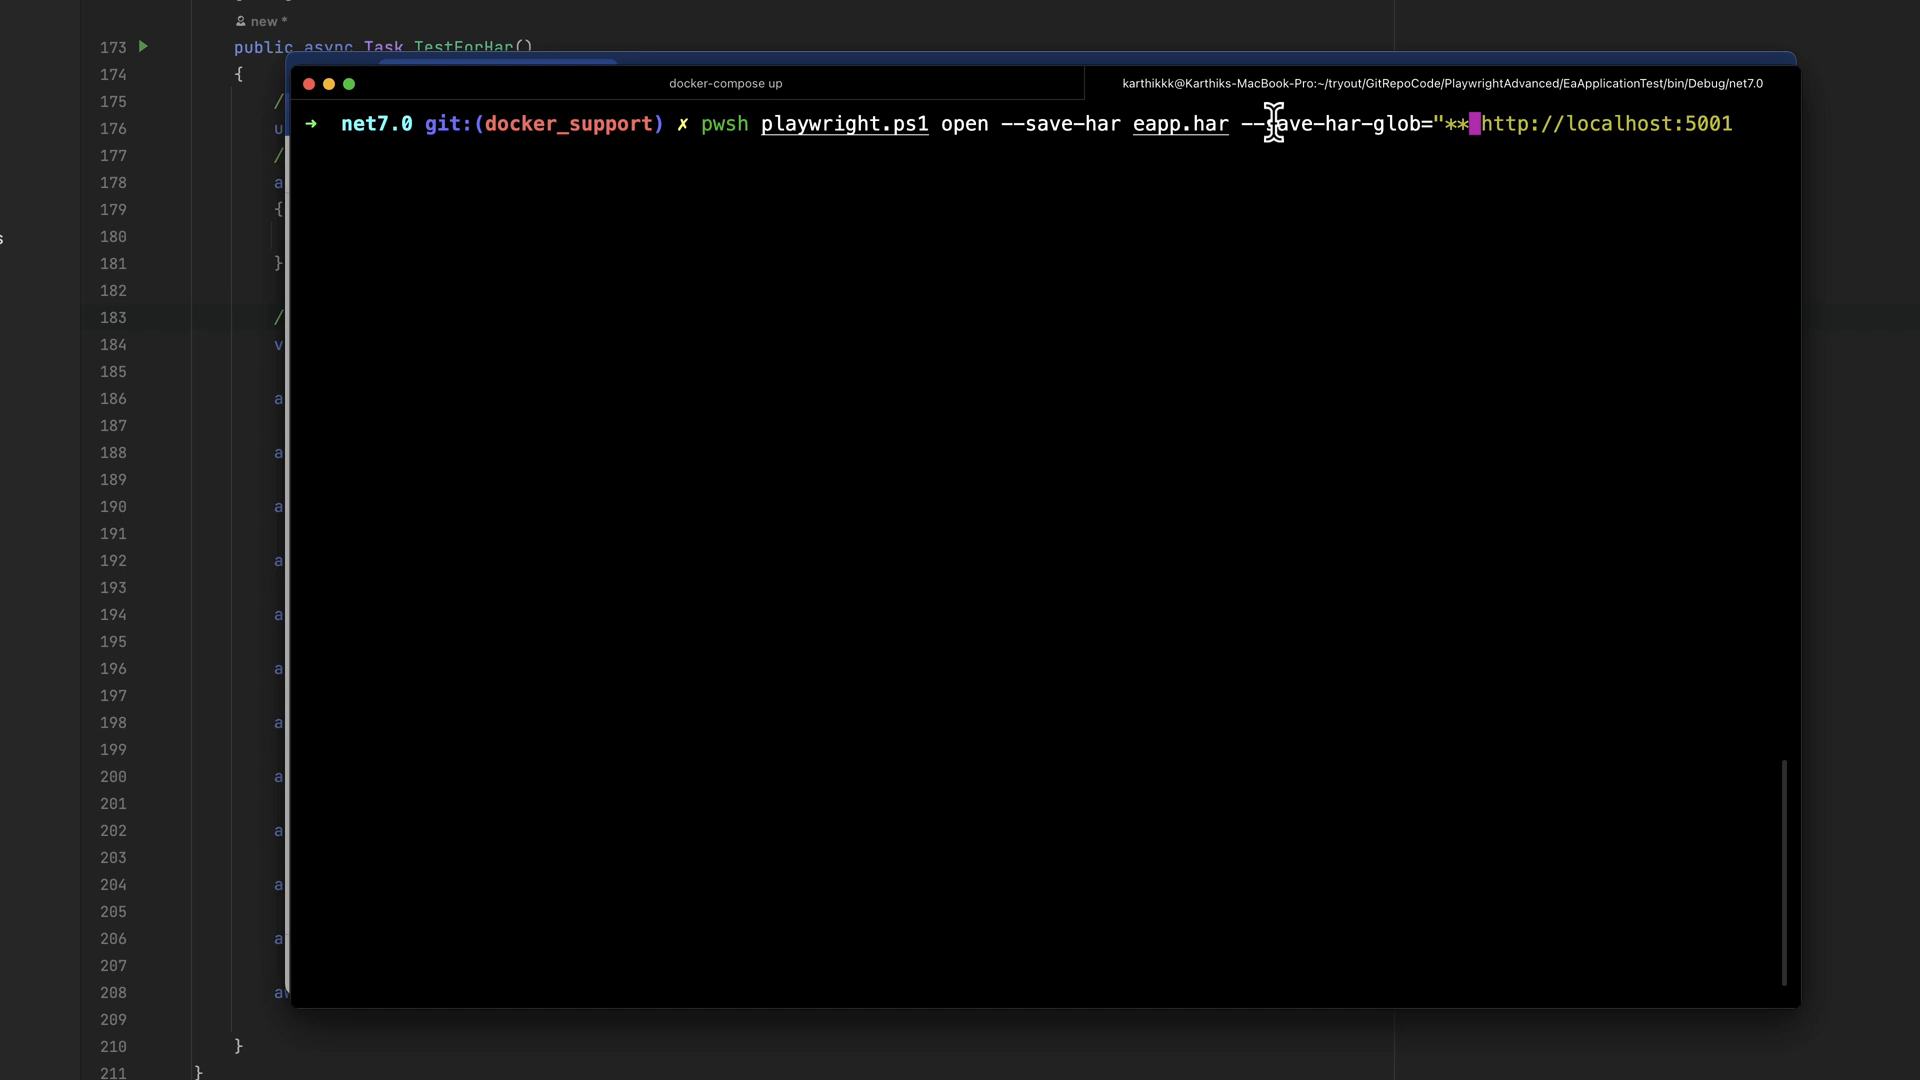 new *
173 public async Task TestForHar()
docker-compose up
karthikkk@Karthiks-MacBook-Pro:~/tryout/GitRepoCode/PlaywrightAdvanced/EaApplicationTest/bin/Debug/net7.0
174 {
175 /
➜ net7.0 git:(docker_support) ✗ pwsh playwright.ps1 open --save-har eapp.har --save-har-glob="** http://localhost:5001
176 u
177 /
178 a
179 {
180
181 }
182
183 /
184 v
185
186 a
187
188 a
189
190 a
191
192 a
193
194 a
195
196 a
197
198 a
199
200 a
201
202 a
203
204 a
205
206 a
207
208 aw
209
210 }
211 }
s